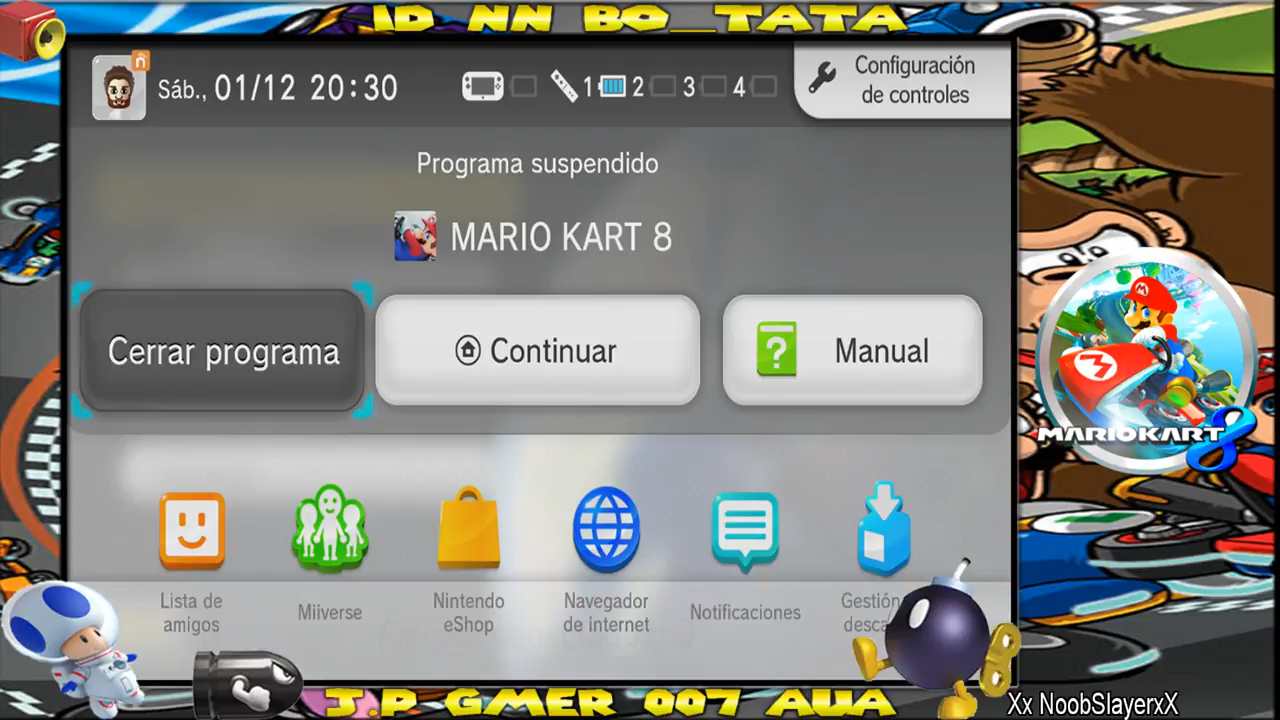 ID NN BO_TATA
Sáb., 01/12 20:30
1 2 3 4
Configuración
de controles
Programa suspendido
MARIO KART 8
Cerrar programa
Continuar
Manual
MARIOKART 8
Lista de
amigos
Miiverse
Nintendo
eShop
Navegador
de internet
Notificaciones
Gestión
J.P GMER 007 AUA
Xx NoobSlayerxX